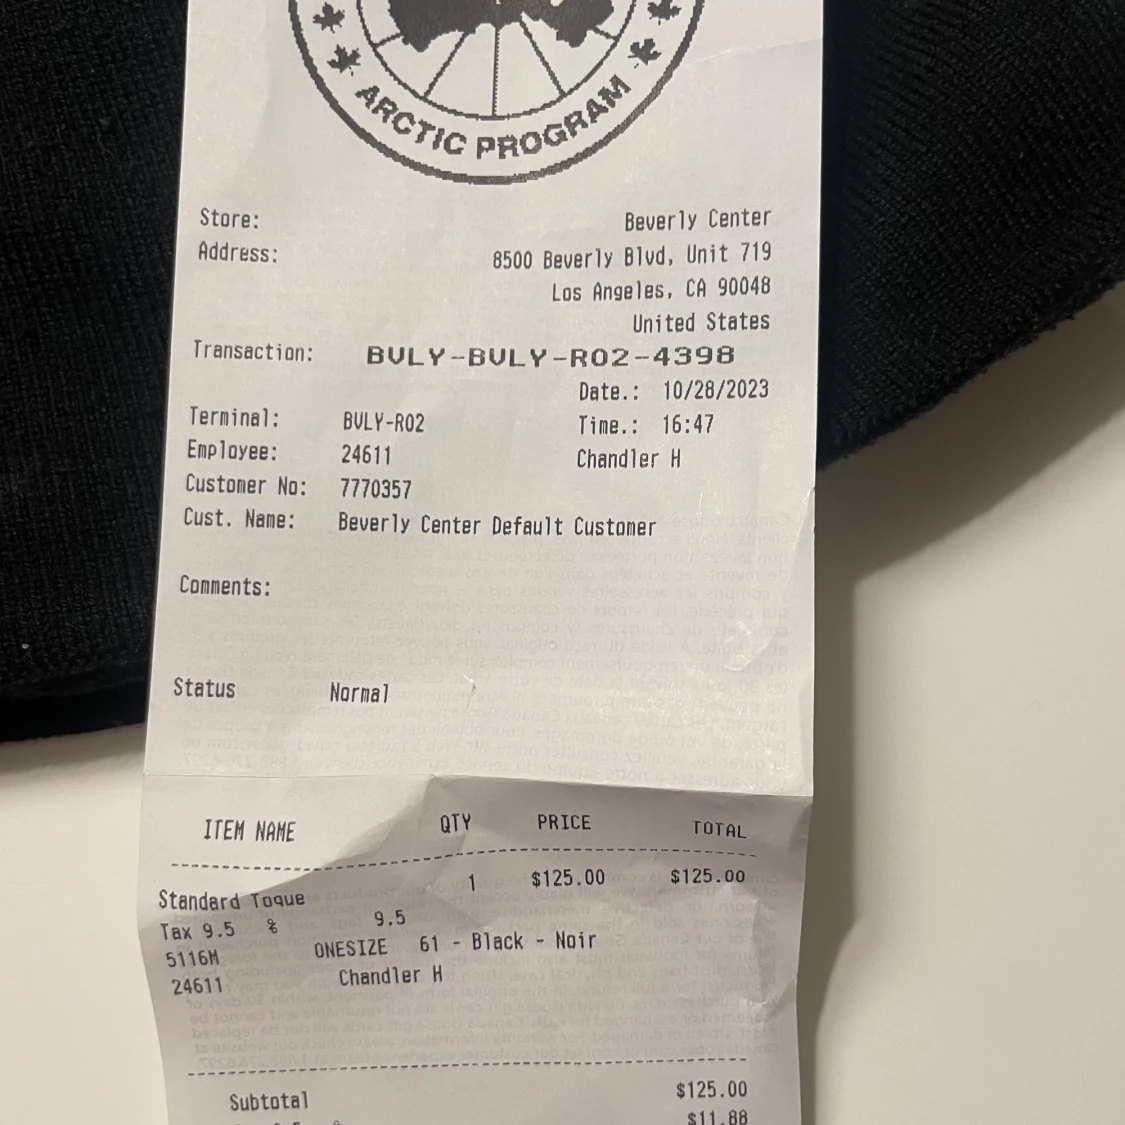 ARCTIC PROGRAM
Store: Beverly Center
Address: 8500 Beverly Blvd, Unit 719
Los Angeles, CA 90048
United States
Transaction: BVLY-BVLY-R02-4398
Date.: 10/28/2023
Terminal: BVLY-R02 Time.: 16:47
Employee: 24611 Chandler H
Customer No: 7770357
Cust. Name: Beverly Center Default Customer
Comments:
Status Normal
ITEM NAME QTY PRICE TOTAL
Standard Toque 1 $125.00 $125.00
Tax 9.5 % 9.5
5116M ONESIZE 61 - Black - Noir
24611 Chandler H
Subtotal $125.00
$11.88